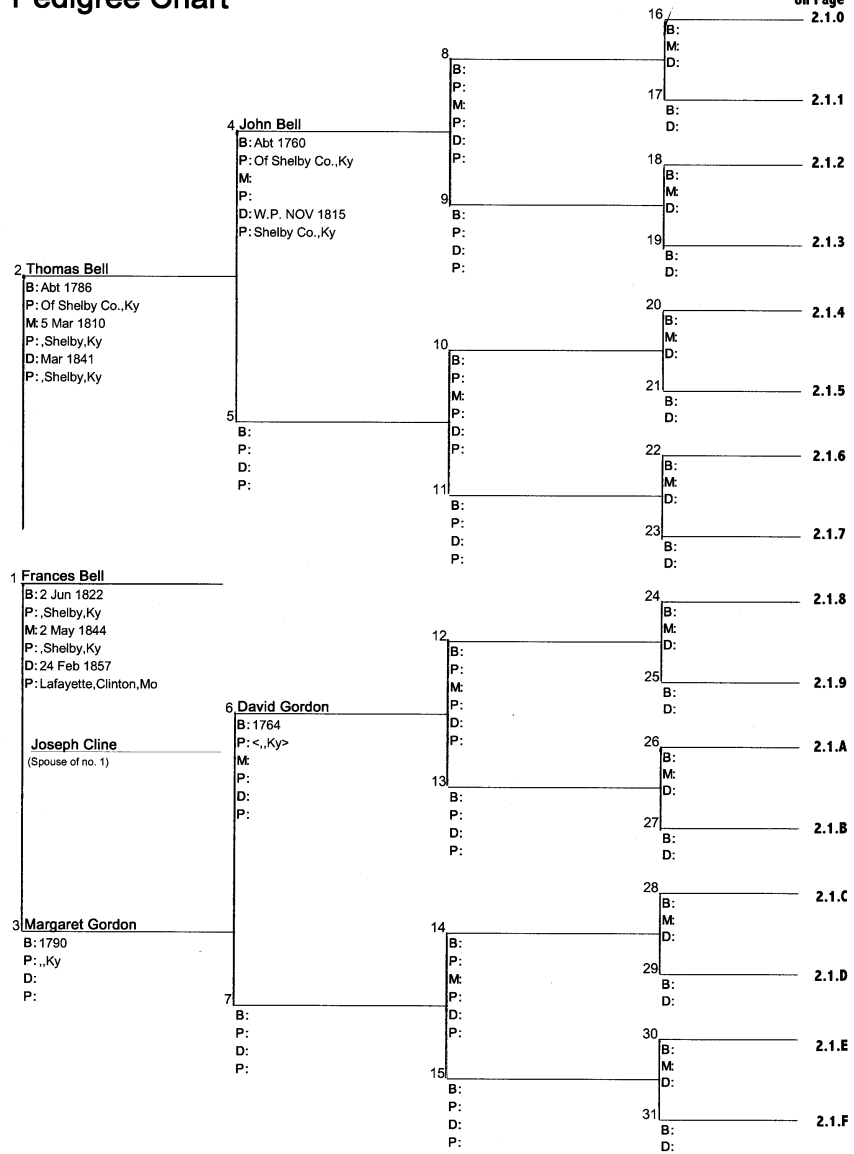 Pedigree Chart
on Page
1 Frances Bell
B: 2 Jun 1822
P: ,Shelby,Ky
M: 2 May 1844
P: ,Shelby,Ky
D: 24 Feb 1857
P: Lafayette,Clinton,Mo
Joseph Cline
(Spouse of no. 1)
2 Thomas Bell
B: Abt 1786
P: Of Shelby Co.,Ky
M: 5 Mar 1810
P: ,Shelby,Ky
D: Mar 1841
P: ,Shelby,Ky
3 Margaret Gordon
B: 1790
P: ,,Ky
D:
P:
4 John Bell
B: Abt 1760
P: Of Shelby Co.,Ky
M:
P:
D: W.P. NOV 1815
P: Shelby Co.,Ky
5
B:
P:
D:
P:
6 David Gordon
B: 1764
P: <,,Ky>
M:
P:
D:
P:
7
B:
P:
D:
P:
8
B:
P:
M:
P:
D:
P:
9
B:
P:
D:
P:
10
B:
P:
M:
P:
D:
P:
11
B:
P:
D:
P:
12
B:
P:
M:
P:
D:
P:
13
B:
P:
D:
P:
14
B:
P:
M:
P:
D:
P:
15
B:
P:
D:
P:
16 2.1.0
B:
M:
D:
17 2.1.1
B:
D:
18 2.1.2
B:
M:
D:
19 2.1.3
B:
D:
20 2.1.4
B:
M:
D:
21 2.1.5
B:
D:
22 2.1.6
B:
M:
D:
23 2.1.7
B:
D:
24 2.1.8
B:
M:
D:
25 2.1.9
B:
D:
26 2.1.A
B:
M:
D:
27 2.1.B
B:
D:
28 2.1.C
B:
M:
D:
29 2.1.D
B:
D:
30 2.1.E
B:
M:
D:
31 2.1.F
B:
D: